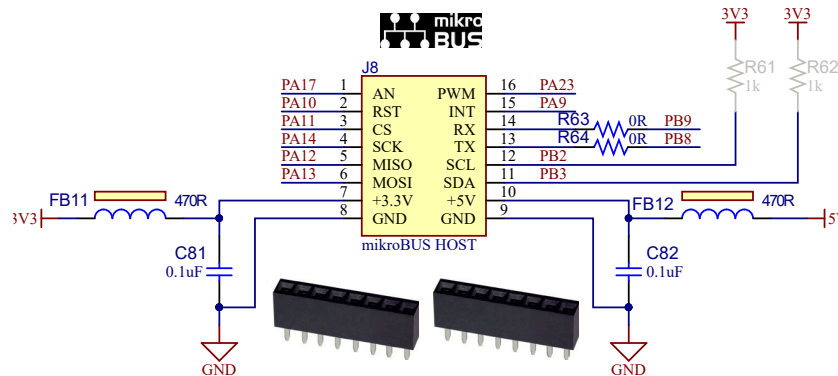 mikro
BUS
3V3 3V3
J8
PA17 1 AN PWM 16 PA23
PA10 2 RST INT 15 PA9
PA11 3 CS RX 14 R63 0R PB9
PA14 4 SCK TX 13 R64 0R PB8
PA12 5 MISO SCL 12 PB2
PA13 6 MOSI SDA 11 PB3
7 +3.3V +5V 10
8 GND GND 9
mikroBUS HOST
R61 R62
1k 1k
FB11 470R
3V3
FB12 470R
5V
C81
0.1uF
C82
0.1uF
GND GND